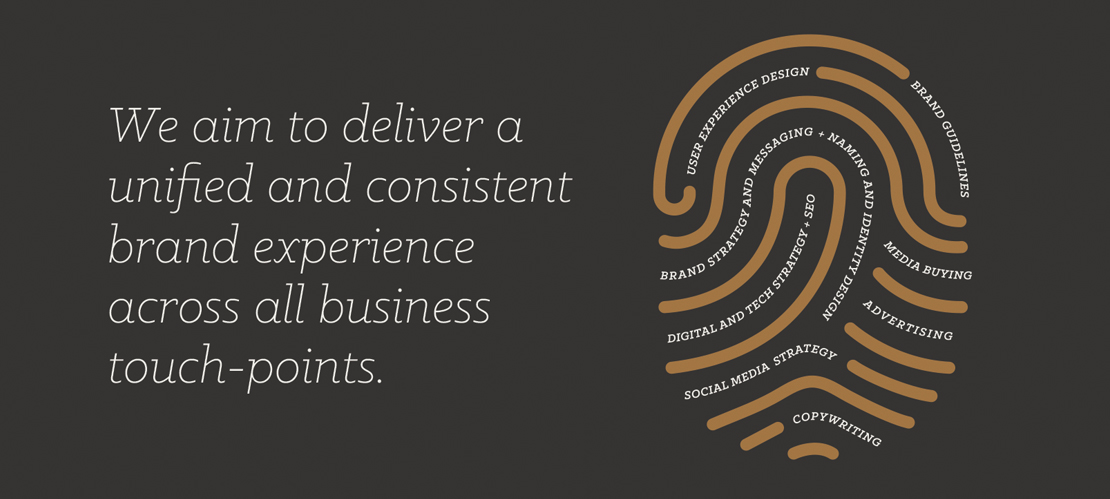 We aim to deliver a
unified and consistent
brand experience
across all business
touch-points.
USER EXPERIENCE DESIGN
BRAND GUIDELINES
BRAND STRATEGY AND MESSAGING + NAMING AND IDENTITY DESIGN
DIGITAL AND TECH STRATEGY + SEO
MEDIA BUYING
ADVERTISING
SOCIAL MEDIA STRATEGY
COPYWRITING